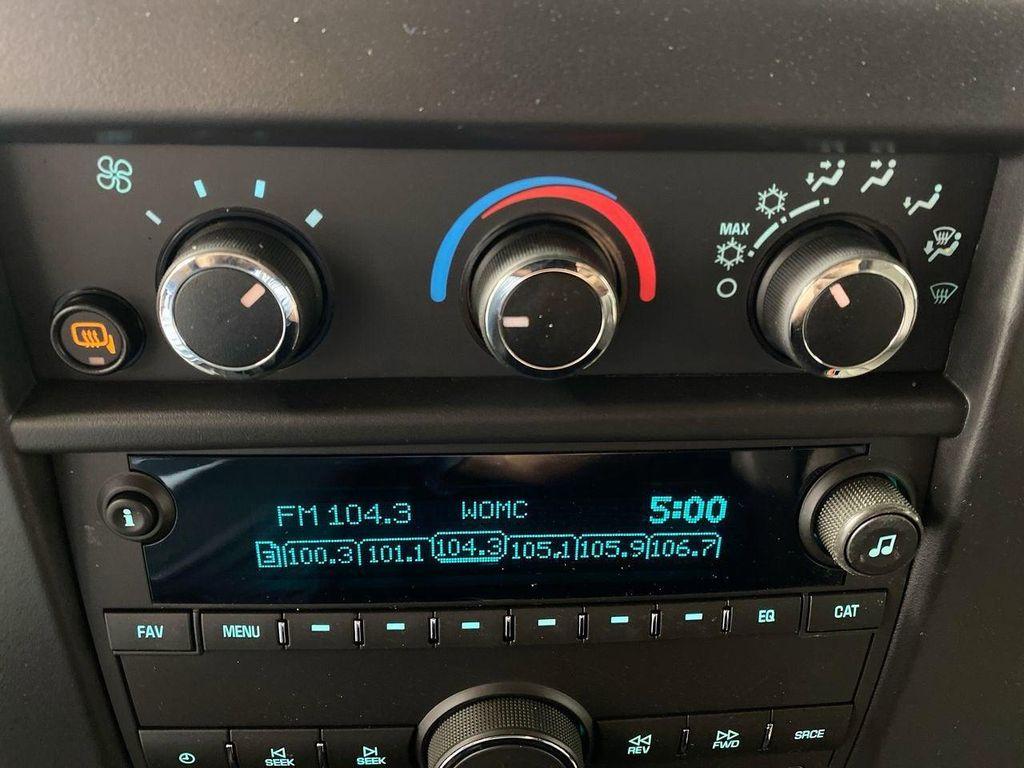 MAX
FM 104.3 WOMC 5:00
3 100.3 101.1 104.3 105.1 105.9 106.7
i
FAV MENU EQ CAT
SEEK SEEK REV FWD SRCE